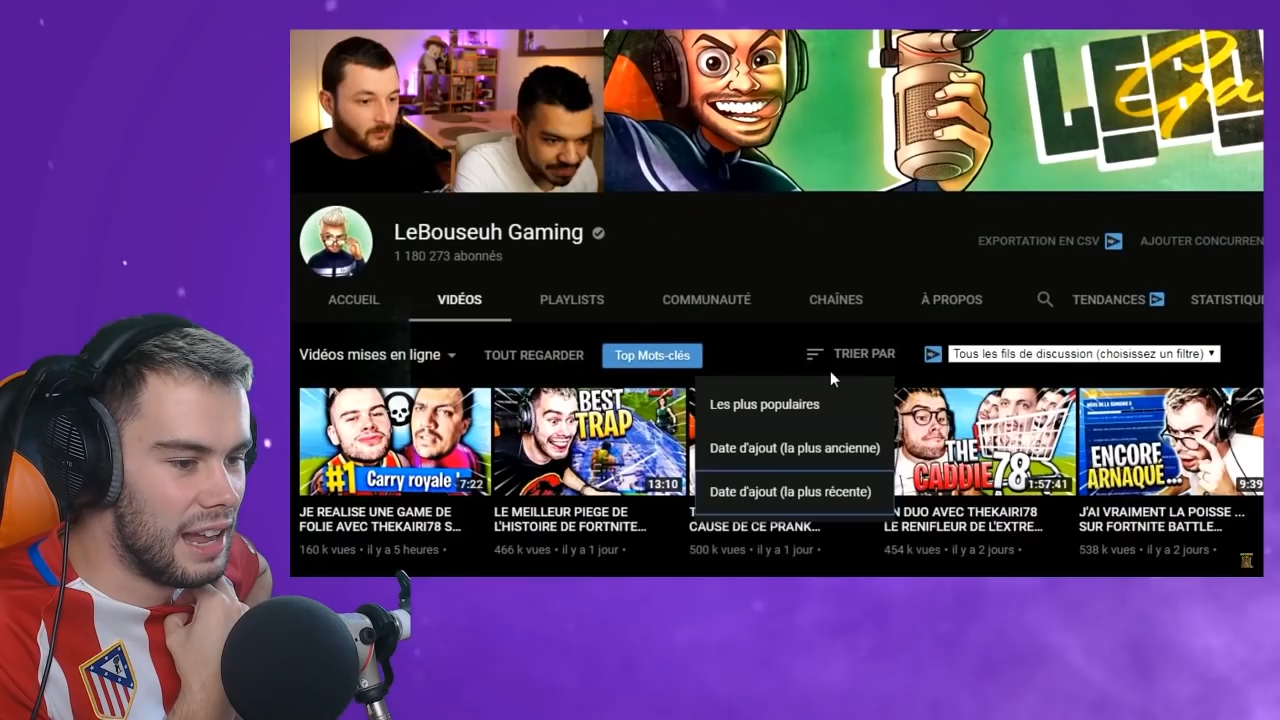 LeBouseuh Gaming
1 180 273 abonnés
EXPORTATION EN CSV
AJOUTER CONCURREN
ACCUEIL
VIDÉOS
PLAYLISTS
COMMUNAUTÉ
CHAÎNES
À PROPOS
TENDANCES
STATISTIQU
Vidéos mises en ligne
TOUT REGARDER
Top Mots-clés
TRIER PAR
Tous les fils de discussion (choisissez un filtre)
Les plus populaires
Date d'ajout (la plus ancienne)
Date d'ajout (la plus récente)
#1 Carry royale
7:22
BEST
TRAP
13:10
THE
CADDIE
78
1:57:41
ENCORE
ARNAQUE...
9:39
JE REALISE UNE GAME DE
FOLIE AVEC THEKAIRI78 S...
160 k vues • il y a 5 heures •
LE MEILLEUR PIEGE DE
L'HISTOIRE DE FORTNITE...
466 k vues • il y a 1 jour •
CAUSE DE CE PRANK...
500 k vues • il y a 1 jour •
N DUO AVEC THEKAIRI78
LE RENIFLEUR DE L'EXTRE...
454 k vues • il y a 2 jours •
J'AI VRAIMENT LA POISSE ...
SUR FORTNITE BATTLE...
538 k vues • il y a 2 jours •